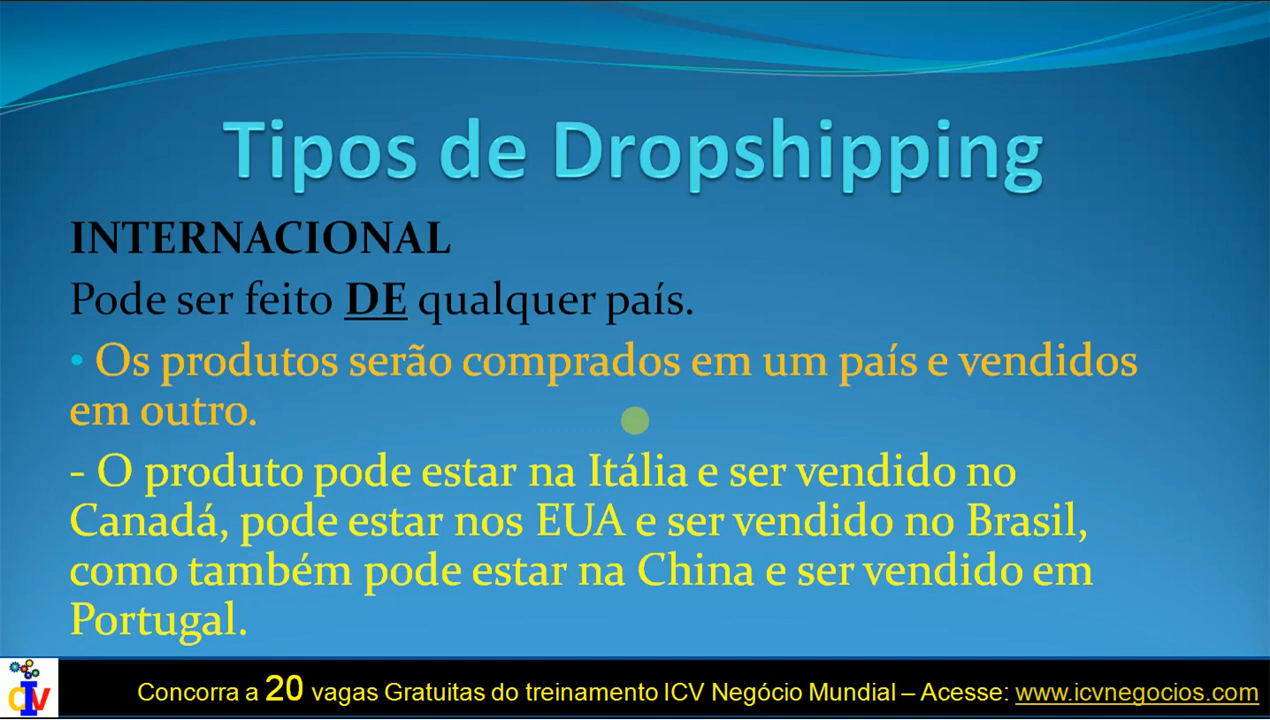 Tipos de Dropshipping
INTERNACIONAL
Pode ser feito DE qualquer país.
• Os produtos serão comprados em um país e vendidos
em outro.
- O produto pode estar na Itália e ser vendido no
Canadá, pode estar nos EUA e ser vendido no Brasil,
como também pode estar na China e ser vendido em
Portugal.
ICV
Concorra a 20 vagas Gratuitas do treinamento ICV Negócio Mundial – Acesse: www.icvnegocios.com